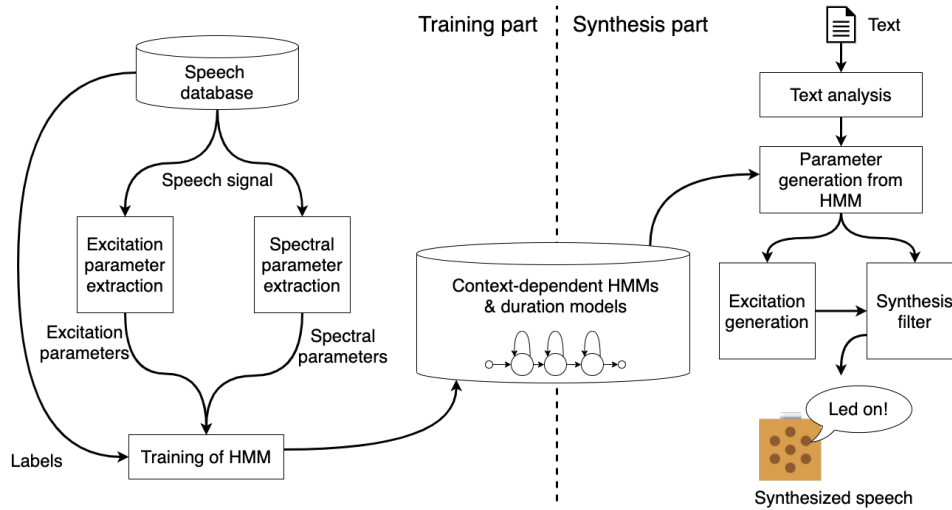 Training part
Synthesis part
Speech
database
Speech signal
Excitation
parameter
extraction
Spectral
parameter
extraction
Excitation
parameters
Spectral
parameters
Labels
Training of HMM
Context-dependent HMMs
& duration models
Text
Text analysis
Parameter
generation from
HMM
Excitation
generation
Synthesis
filter
Led on!
Synthesized speech